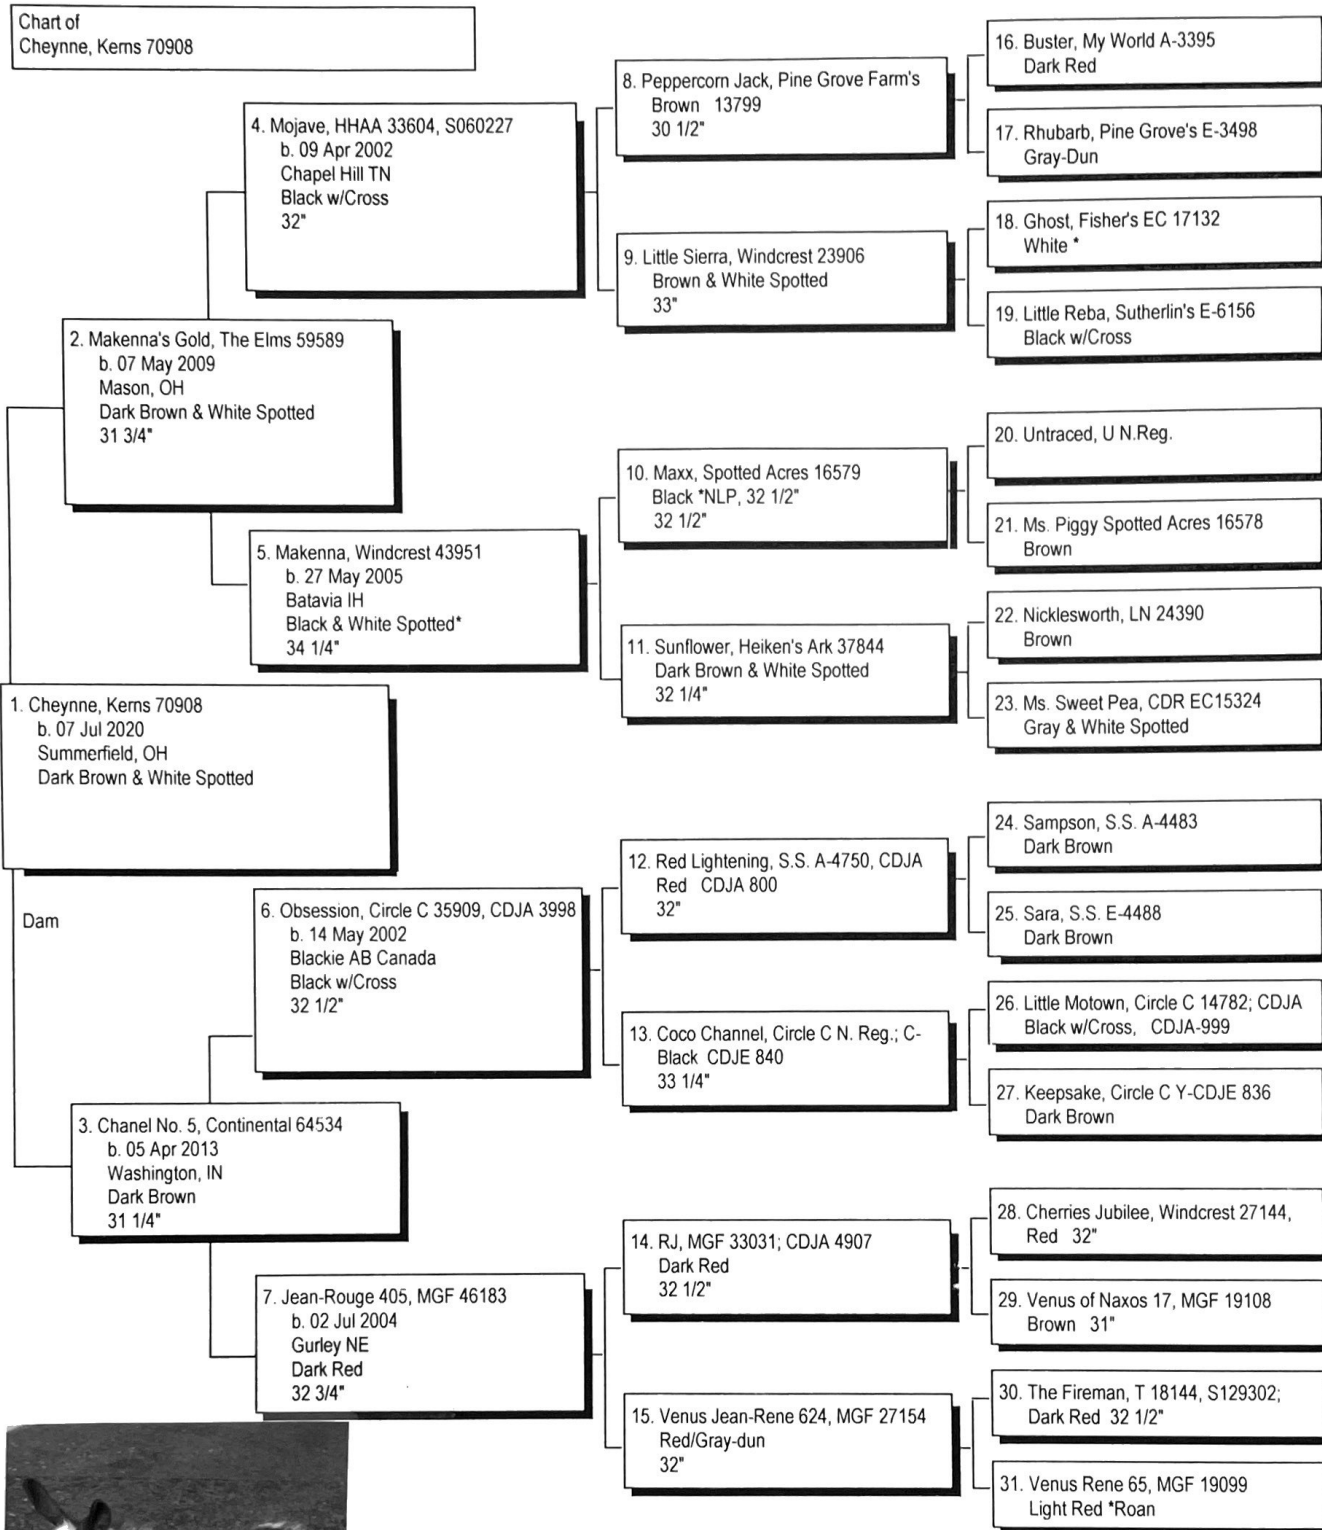 Chart of
Cheynne, Kerns 70908
1. Cheynne, Kerns 70908
b. 07 Jul 2020
Summerfield, OH
Dark Brown & White Spotted
Dam
2. Makenna's Gold, The Elms 59589
b. 07 May 2009
Mason, OH
Dark Brown & White Spotted
31 3/4"
3. Chanel No. 5, Continental 64534
b. 05 Apr 2013
Washington, IN
Dark Brown
31 1/4"
4. Mojave, HHAA 33604, S060227
b. 09 Apr 2002
Chapel Hill TN
Black w/Cross
32"
5. Makenna, Windcrest 43951
b. 27 May 2005
Batavia IH
Black & White Spotted*
34 1/4"
6. Obsession, Circle C 35909, CDJA 3998
b. 14 May 2002
Blackie AB Canada
Black w/Cross
32 1/2"
7. Jean-Rouge 405, MGF 46183
b. 02 Jul 2004
Gurley NE
Dark Red
32 3/4"
8. Peppercorn Jack, Pine Grove Farm's
Brown 13799
30 1/2"
9. Little Sierra, Windcrest 23906
Brown & White Spotted
33"
10. Maxx, Spotted Acres 16579
Black *NLP, 32 1/2"
32 1/2"
11. Sunflower, Heiken's Ark 37844
Dark Brown & White Spotted
32 1/4"
12. Red Lightening, S.S. A-4750, CDJA
Red CDJA 800
32"
13. Coco Channel, Circle C N. Reg.; C-
Black CDJE 840
33 1/4"
14. RJ, MGF 33031; CDJA 4907
Dark Red
32 1/2"
15. Venus Jean-Rene 624, MGF 27154
Red/Gray-dun
32"
16. Buster, My World A-3395
Dark Red
17. Rhubarb, Pine Grove's E-3498
Gray-Dun
18. Ghost, Fisher's EC 17132
White *
19. Little Reba, Sutherlin's E-6156
Black w/Cross
20. Untraced, U N.Reg.
21. Ms. Piggy Spotted Acres 16578
Brown
22. Nicklesworth, LN 24390
Brown
23. Ms. Sweet Pea, CDR EC15324
Gray & White Spotted
24. Sampson, S.S. A-4483
Dark Brown
25. Sara, S.S. E-4488
Dark Brown
26. Little Motown, Circle C 14782; CDJA
Black w/Cross, CDJA-999
27. Keepsake, Circle C Y-CDJE 836
Dark Brown
28. Cherries Jubilee, Windcrest 27144,
Red 32"
29. Venus of Naxos 17, MGF 19108
Brown 31"
30. The Fireman, T 18144, S129302;
Dark Red 32 1/2"
31. Venus Rene 65, MGF 19099
Light Red *Roan